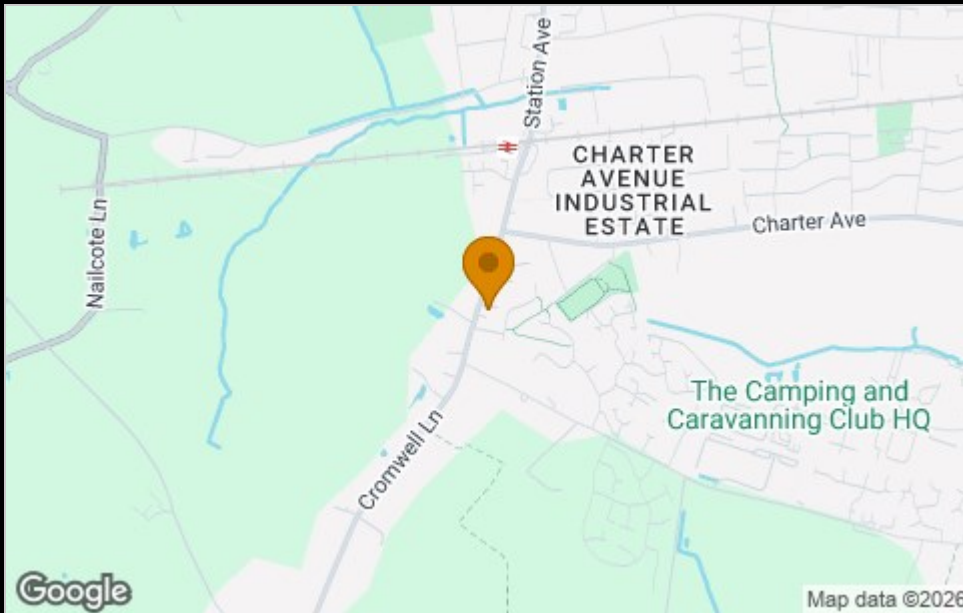 Station Ave
CHARTER
AVENUE
INDUSTRIAL
ESTATE
Charter Ave
Nailcote Ln
The Camping and
Caravanning Club HQ
Cromwell Ln
Google
Map data ©2026